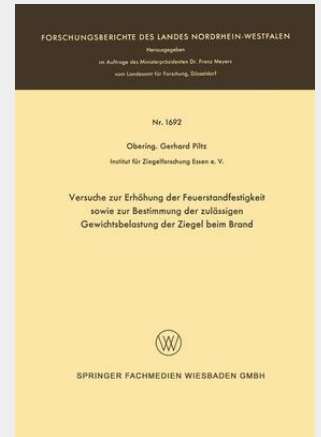 FORSCHUNGSBERICHTE DES LANDES NORDRHEIN-WESTFALEN
Herausgegeben
im Auftrage des Ministerpräsidenten Dr. Franz Meyers
vom Landesamt für Forschung, Düsseldorf
Nr. 1692
Obering. Gerhard Piltz
Institut für Ziegelforschung Essen e. V.
Versuche zur Erhöhung der Feuerstandfestigkeit
sowie zur Bestimmung der zulässigen
Gewichtsbelastung der Ziegel beim Brand
W
SPRINGER FACHMEDIEN WIESBADEN GMBH